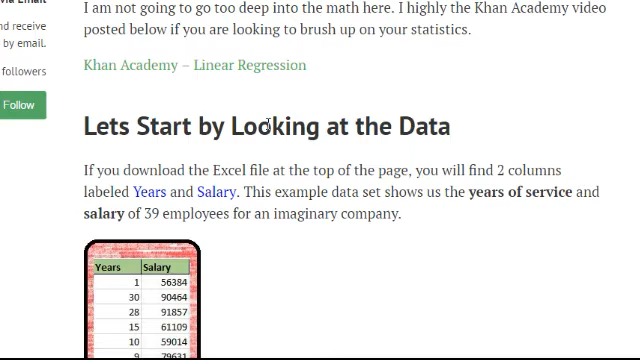 via Email
I am not going to go too deep into the math here. I highly the Khan Academy video
posted below if you are looking to brush up on your statistics.
nd receive
by email.
Khan Academy – Linear Regression
followers
Follow
Lets Start by Looking at the Data
If you download the Excel file at the top of the page, you will find 2 columns
labeled Years and Salary. This example data set shows us the years of service and
salary of 39 employees for an imaginary company.
Years Salary
1 56384
30 90464
28 91857
15 61109
10 59014
9 79631